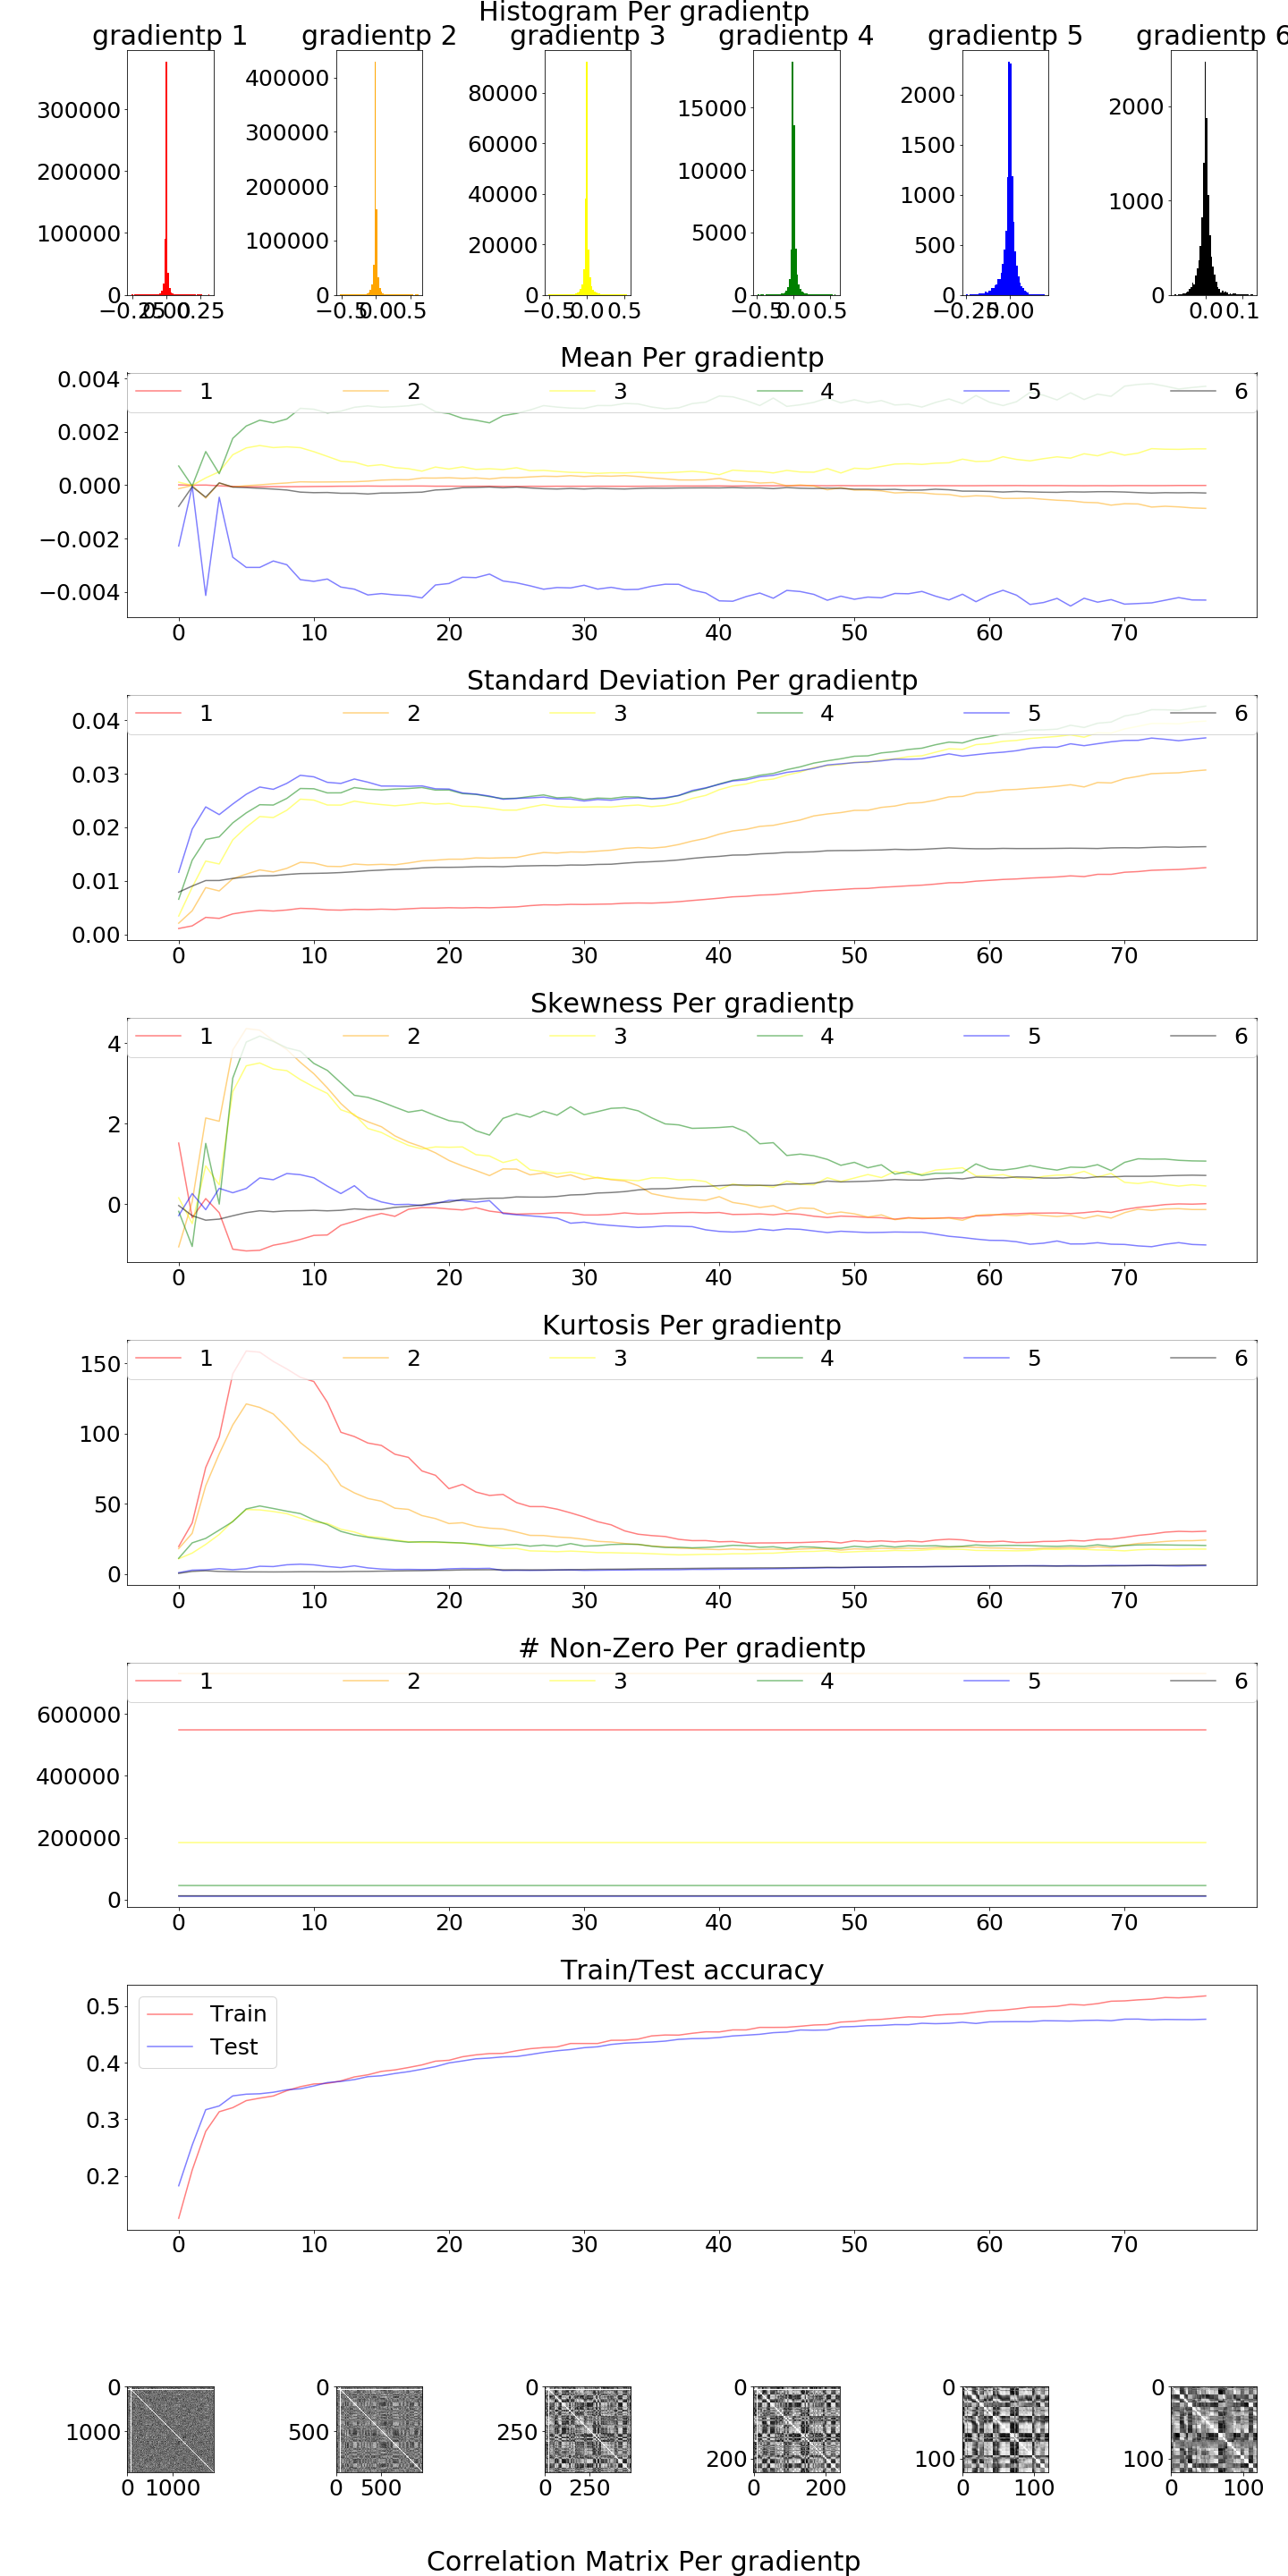 Histogram Per gradientp
gradientp 1 gradientp 2 gradientp 3 gradientp 4 gradientp 5 gradientp 6
300000 200000 100000 0
400000 300000 200000 100000 0
80000 60000 40000 20000 0
15000 10000 5000 0
2000 1500 1000 500 0
2000 1000 0
−0.25 0.00 0.25 −0.5 0.0 0.5 −0.5 0.0 0.5 −0.5 0.0 0.5 −0.25 0.00 0.0 0.1
Mean Per gradientp
1 2 3 4 5 6
0.004
0.002
0.000
−0.002
−0.004
0 10 20 30 40 50 60 70
Standard Deviation Per gradientp
1 2 3 4 5 6
0.04
0.03
0.02
0.01
0.00
0 10 20 30 40 50 60 70
Skewness Per gradientp
1 2 3 4 5 6
4
2
0
0 10 20 30 40 50 60 70
Kurtosis Per gradientp
1 2 3 4 5 6
150
100
50
0
0 10 20 30 40 50 60 70
# Non-Zero Per gradientp
1 2 3 4 5 6
600000
400000
200000
0
0 10 20 30 40 50 60 70
Train/Test accuracy
Train
Test
0.5
0.4
0.3
0.2
0 10 20 30 40 50 60 70
0 0 0 0 0 0
1000 500 250 200 100 100
0 1000 0 500 0 250 0 200 0 100 0 100
Correlation Matrix Per gradientp